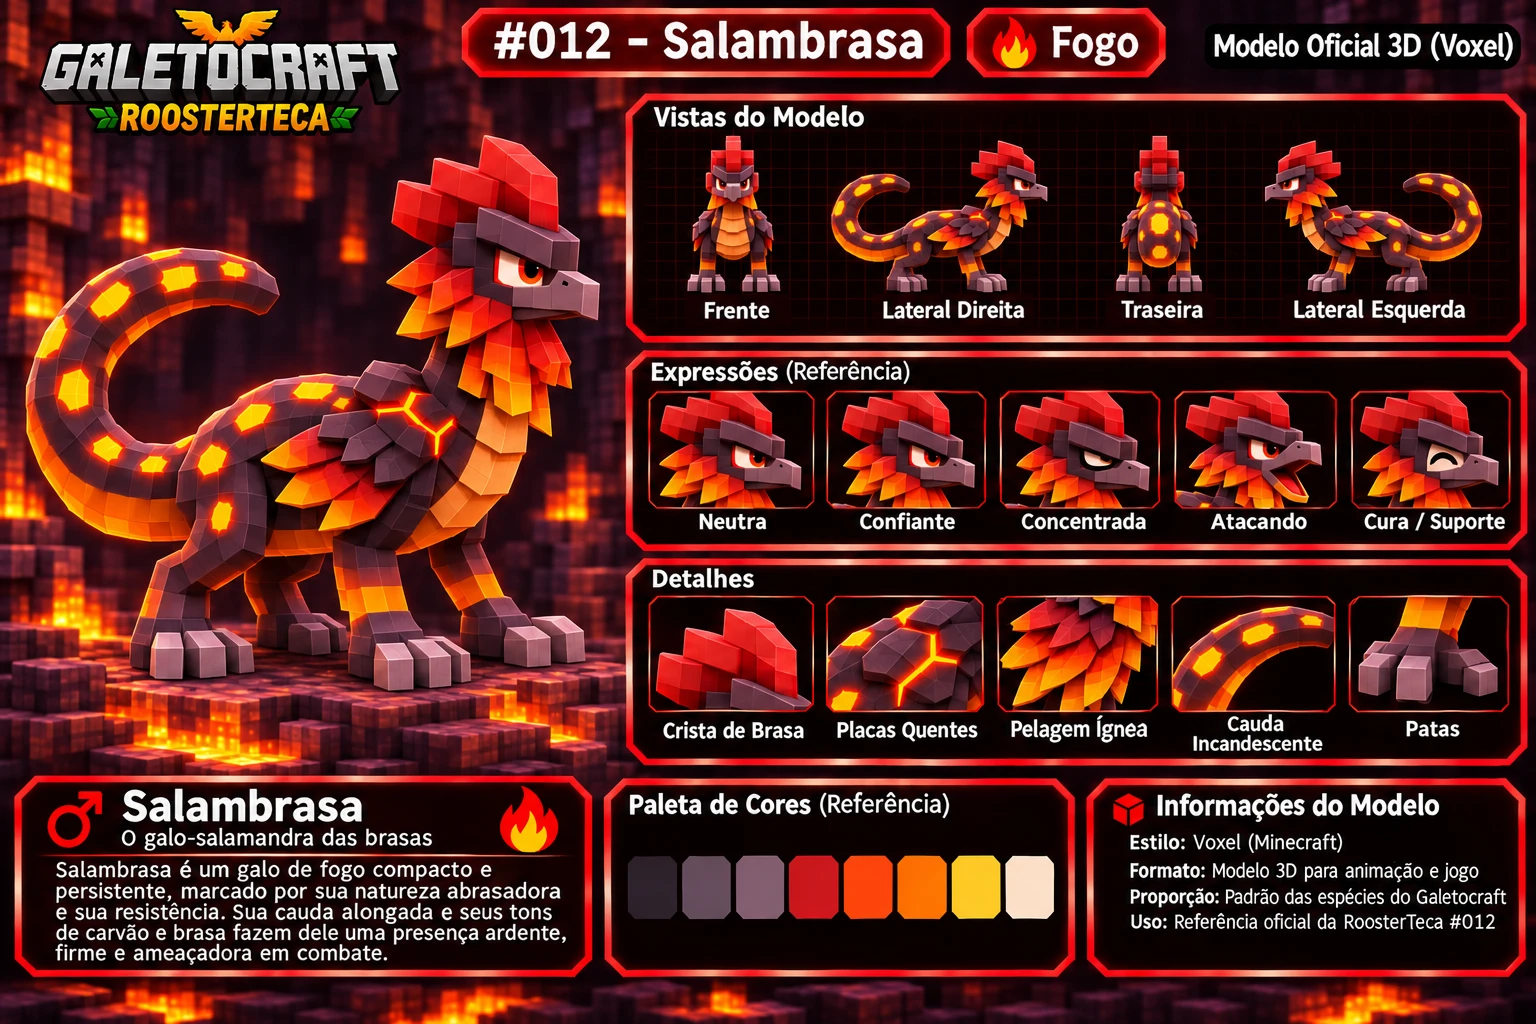 GALETOCRAFT
ROOSTERTECA
#012 - Salambrasa
Fogo
Modelo Oficial 3D (Voxel)
Vistas do Modelo
Frente
Lateral Direita
Traseira
Lateral Esquerda
Expressões (Referência)
Neutra
Confiante
Concentrada
Atacando
Cura / Suporte
Detalhes
Crista de Brasa
Placas Quentes
Pelagem Ígnea
Cauda
Incandescente
Patas
Salambrasa
O galo-salamandra das brasas
Salambrasa é um galo de fogo compacto e
persistente, marcado por sua natureza abrasadora
e sua resistência. Sua cauda alongada e seus tons
de carvão e brasa fazem dele uma presença ardente,
firme e ameaçadora em combate.
Paleta de Cores (Referência)
Informações do Modelo
Estilo: Voxel (Minecraft)
Formato: Modelo 3D para animação e jogo
Proporção: Padrão das espécies do Galetocraft
Uso: Referência oficial da RoosterTeca #012